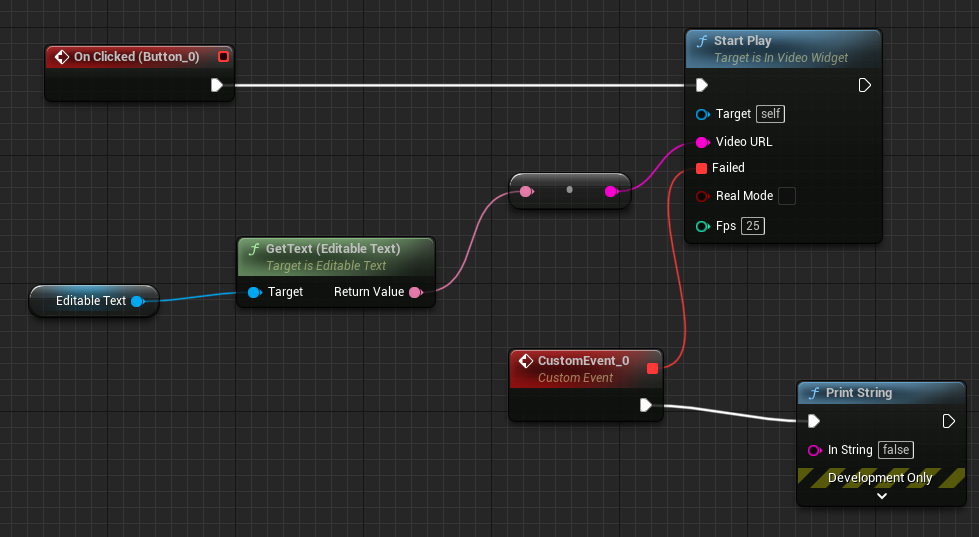 On Clicked (Button_0)
f Start Play
Target is In Video Widget
Target self
Video URL
Failed
Real Mode
Fps 25
f GetText (Editable Text)
Target is Editable Text
Target Return Value
Editable Text
CustomEvent_0
Custom Event
f Print String
In String false
Development Only